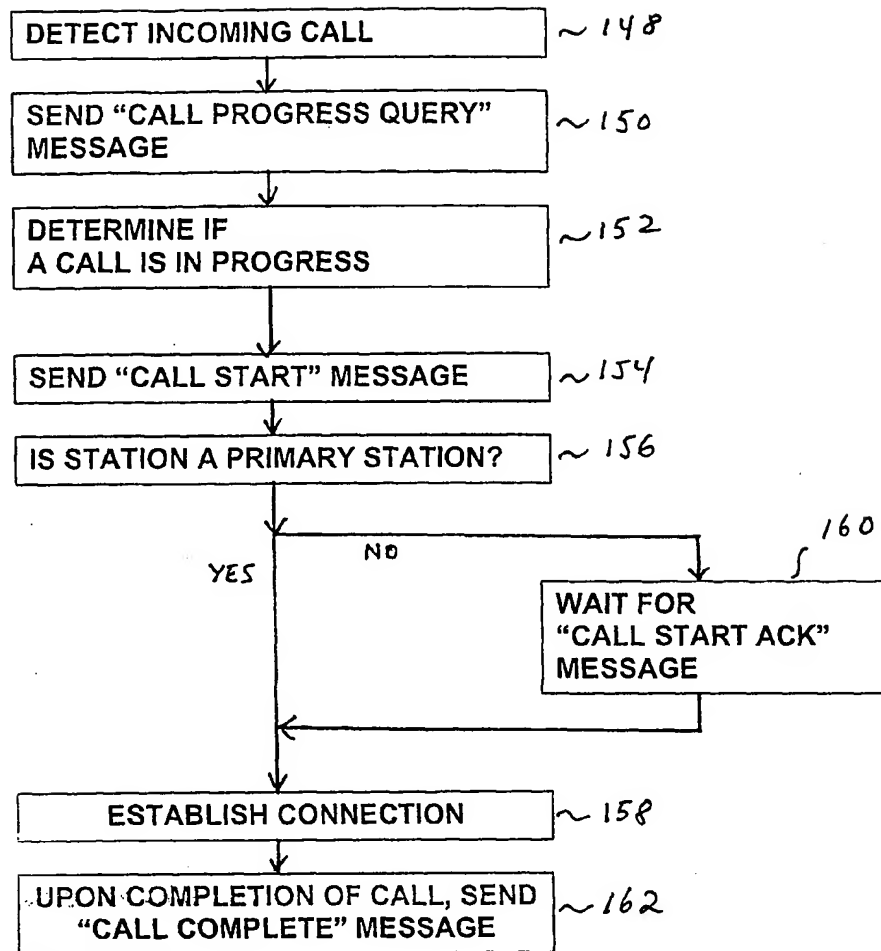 DETECT INCOMING CALL ~ 148
SEND “CALL PROGRESS QUERY” ~ 150
MESSAGE
DETERMINE IF ~ 152
A CALL IS IN PROGRESS
SEND “CALL START” MESSAGE ~ 154
IS STATION A PRIMARY STATION? ~ 156
160
NO
YES
WAIT FOR
“CALL START ACK”
MESSAGE
ESTABLISH CONNECTION ~ 158
UPON COMPLETION OF CALL, SEND ~ 162
“CALL COMPLETE” MESSAGE